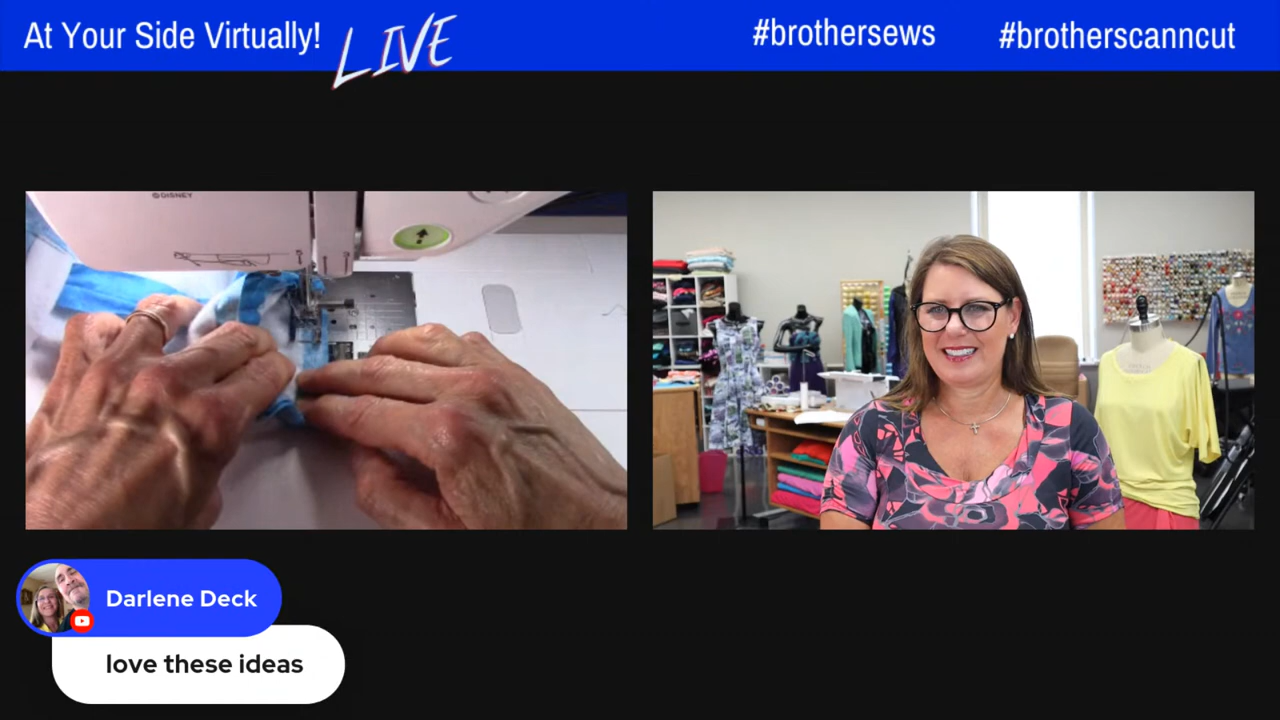 At Your Side Virtually! LIVE
#brothersews
#brotherscanncut
©DISNEY
Darlene Deck
love these ideas